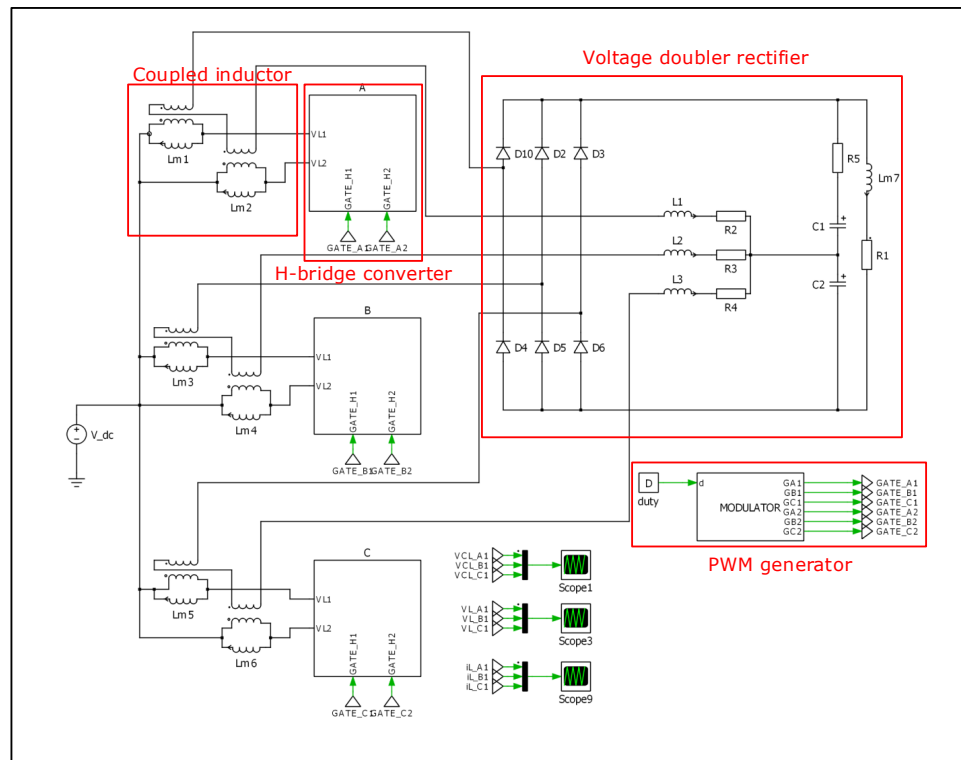 Coupled inductor
Voltage doubler rectifier
A
VL1
VL2
GATE_H1
GATE_H2
GATE_A1
GATE_A2
Lm1
Lm2
H-bridge converter
D10
D2
D3
D4
D5
D6
L1
R2
L2
R3
L3
R4
R5
Lm7
C1
C2
R1
B
VL1
VL2
GATE_H1
GATE_H2
GATE_B1
GATE_B2
Lm3
Lm4
V_dc
C
VL1
VL2
GATE_H1
GATE_H2
GATE_C1
GATE_C2
Lm5
Lm6
D
duty
d
MODULATOR
GA1
GB1
GC1
GA2
GB2
GC2
GATE_A1
GATE_B1
GATE_C1
GATE_A2
GATE_B2
GATE_C2
PWM generator
VCL_A1
VCL_B1
VCL_C1
Scope1
VL_A1
VL_B1
VL_C1
Scope3
iL_A1
iL_B1
iL_C1
Scope9